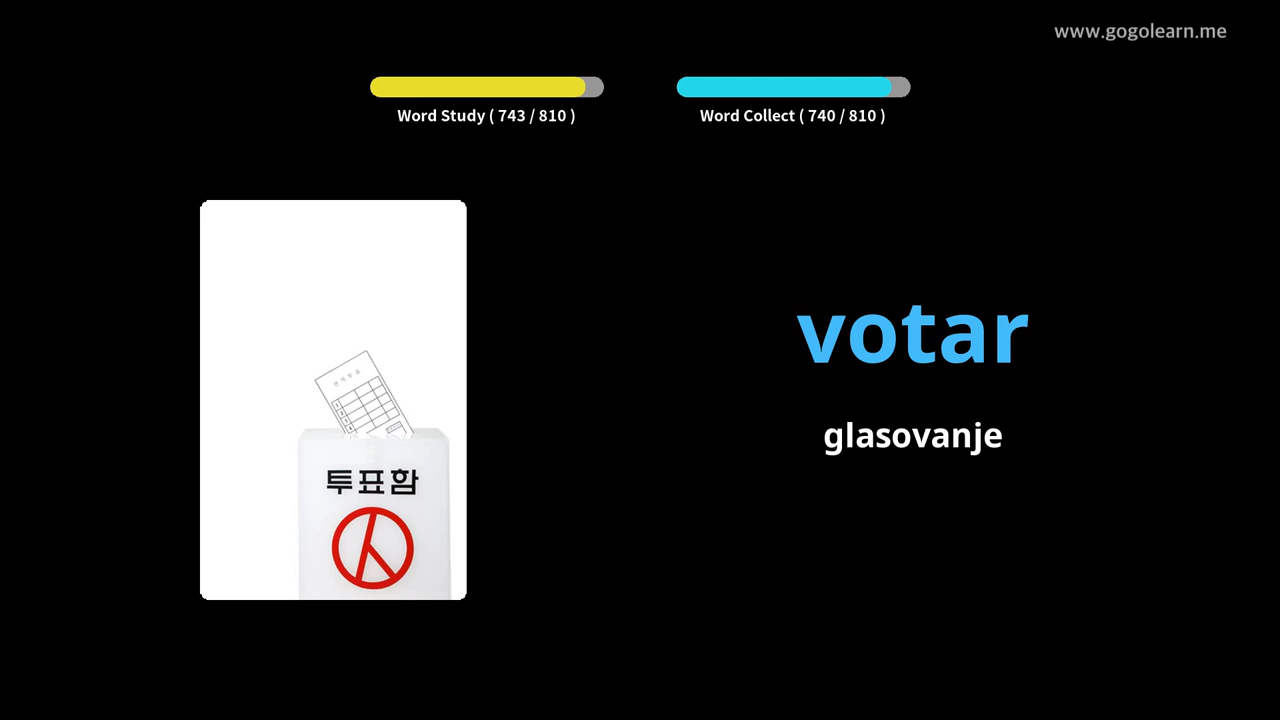 www.gogolearn.me
Word Study ( 743 / 810 )
Word Collect ( 740 / 810 )
votar
glasovanje
투표함